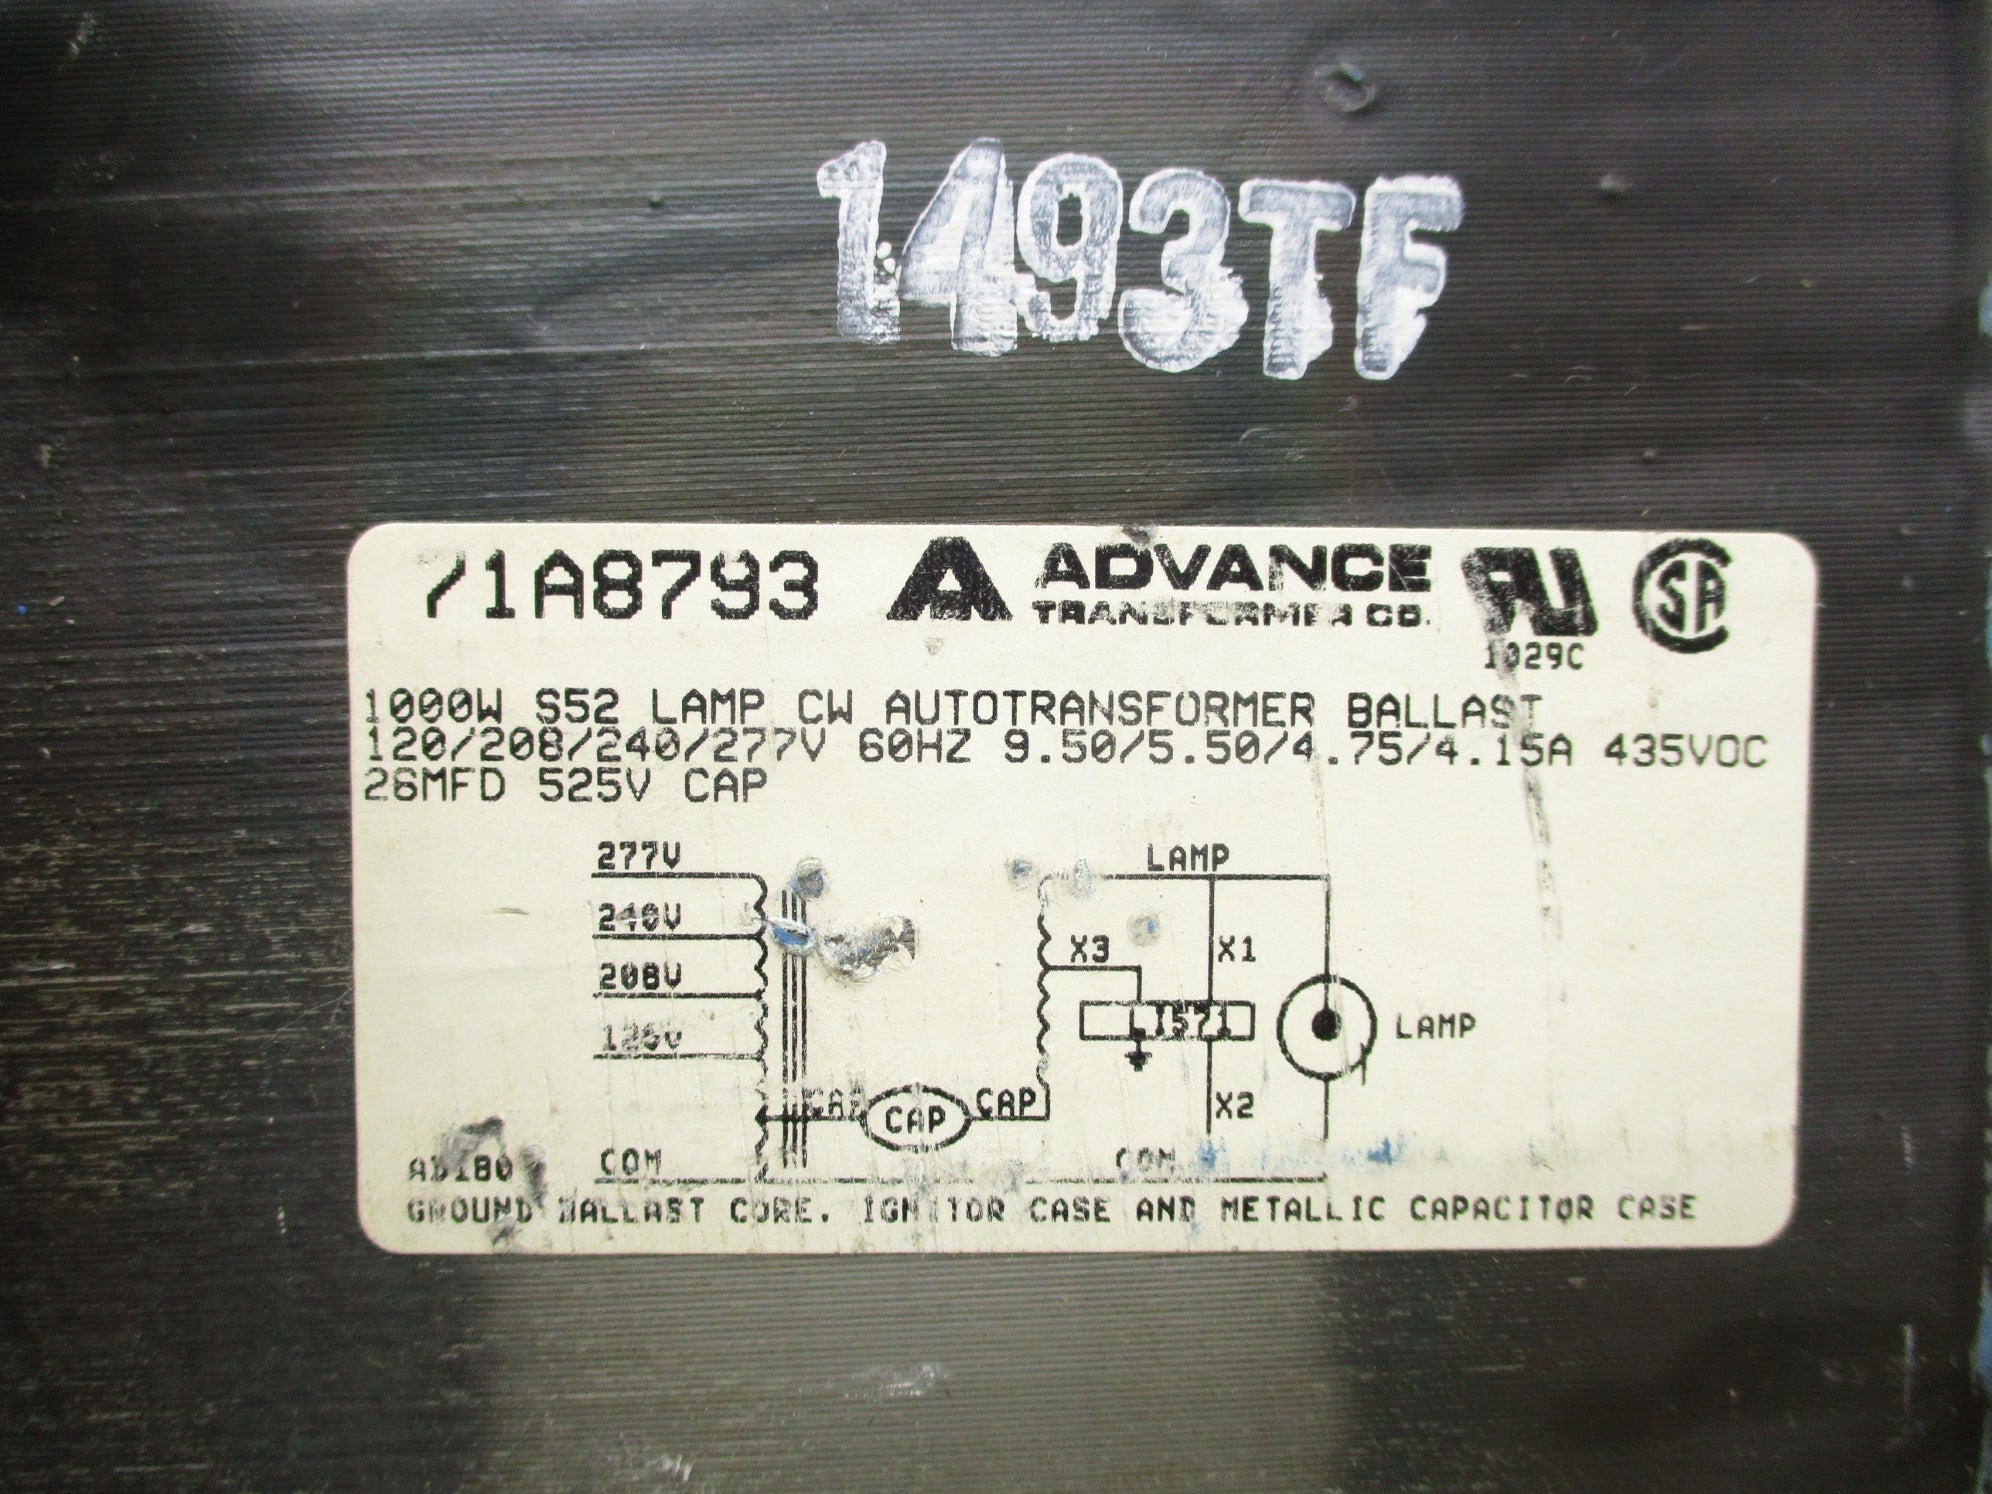 1493TF
71A8793 ADVANCE
TRANSFORMER CO.
1029C
1000W S52 LAMP CW AUTOTRANSFORMER BALLAST
120/208/240/277V 60HZ 9.50/5.50/4.75/4.15A 435VOC
26MFD 525V CAP
277V LAMP
240V
X3 X1
208V
LI571
LAMP
CAP CAP CAP
X2
COM COM
GROUND BALLAST CORE, IGNITOR CASE AND METALLIC CAPACITOR CASE